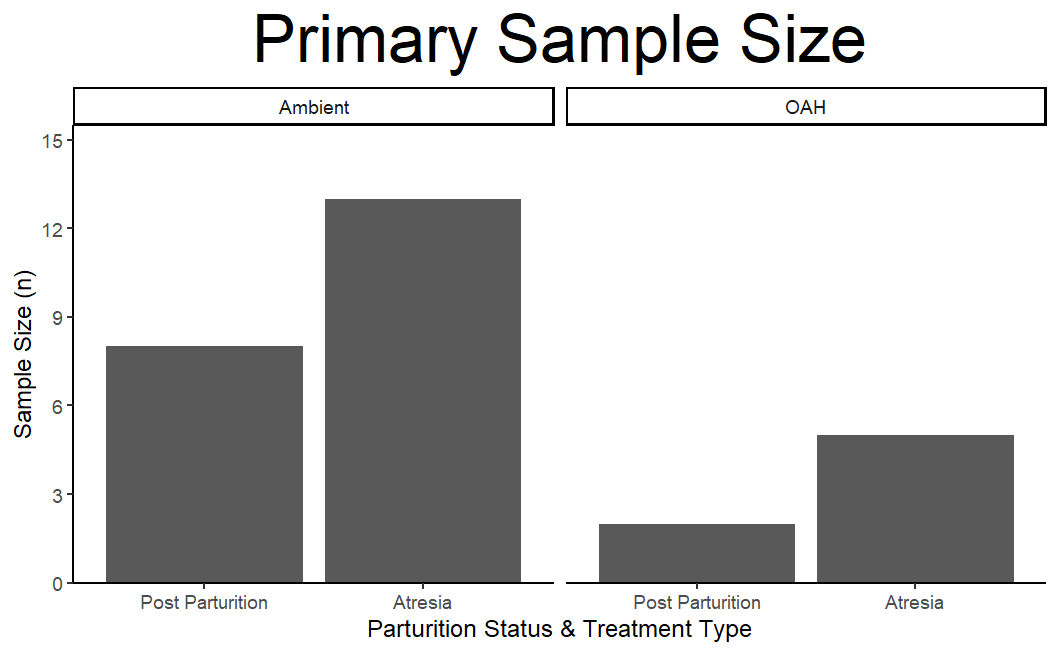 Primary Sample Size
Ambient
OAH
15
12
9
6
3
0
Sample Size (n)
Post Parturition
Atresia
Post Parturition
Atresia
Parturition Status & Treatment Type